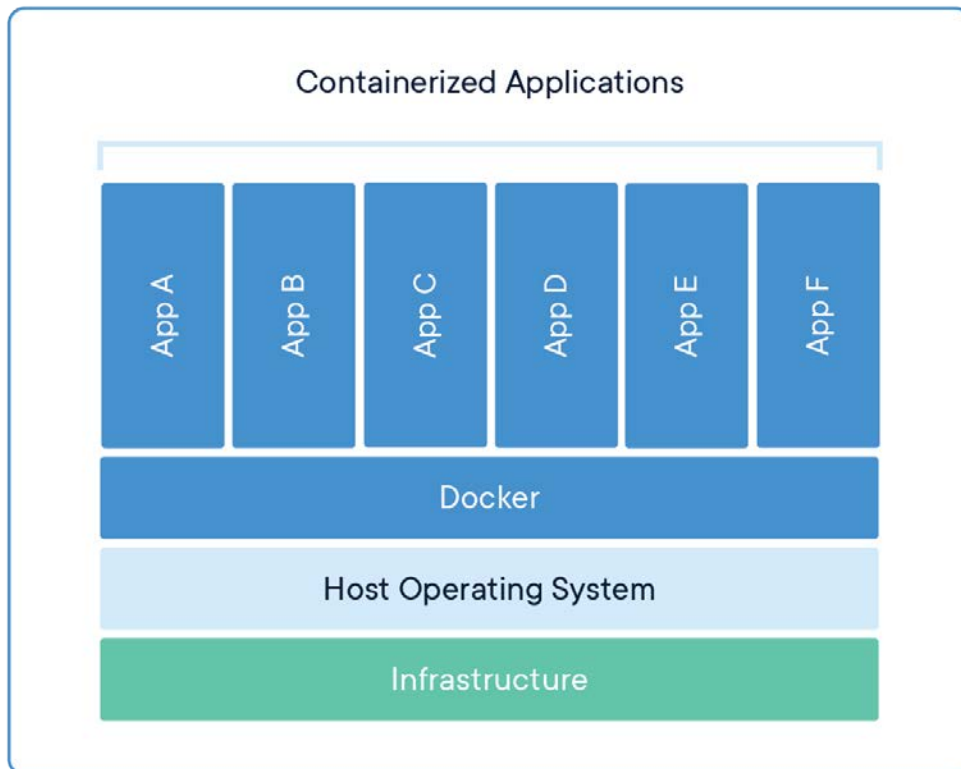 Containerized Applications
App A
App B
App C
App D
App E
App F
Docker
Host Operating System
Infrastructure